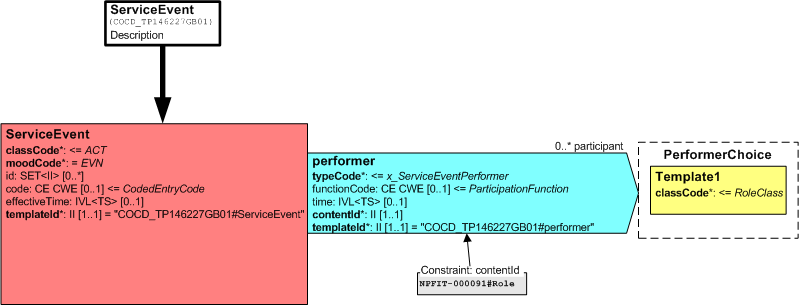 ServiceEvent
(COCD_TP146227GB01)
Description
ServiceEvent
classCode*: <= ACT
moodCode*: = EVN
id: SET<II> [0..*]
code: CE CWE [0..1] <= CodedEntryCode
effectiveTime: IVL<TS> [0..1]
templateId*: II [1..1] = "COCD_TP146227GB01#ServiceEvent"
0..* participant
performer
typeCode*: <= x_ServiceEventPerformer
functionCode: CE CWE [0..1] <= ParticipationFunction
time: IVL<TS> [0..1]
contentId*: II [1..1]
templateId*: II [1..1] = "COCD_TP146227GB01#performer"
PerformerChoice
Template1
classCode*: <= RoleClass
Constraint: contentId
NPFIT-000091#Role